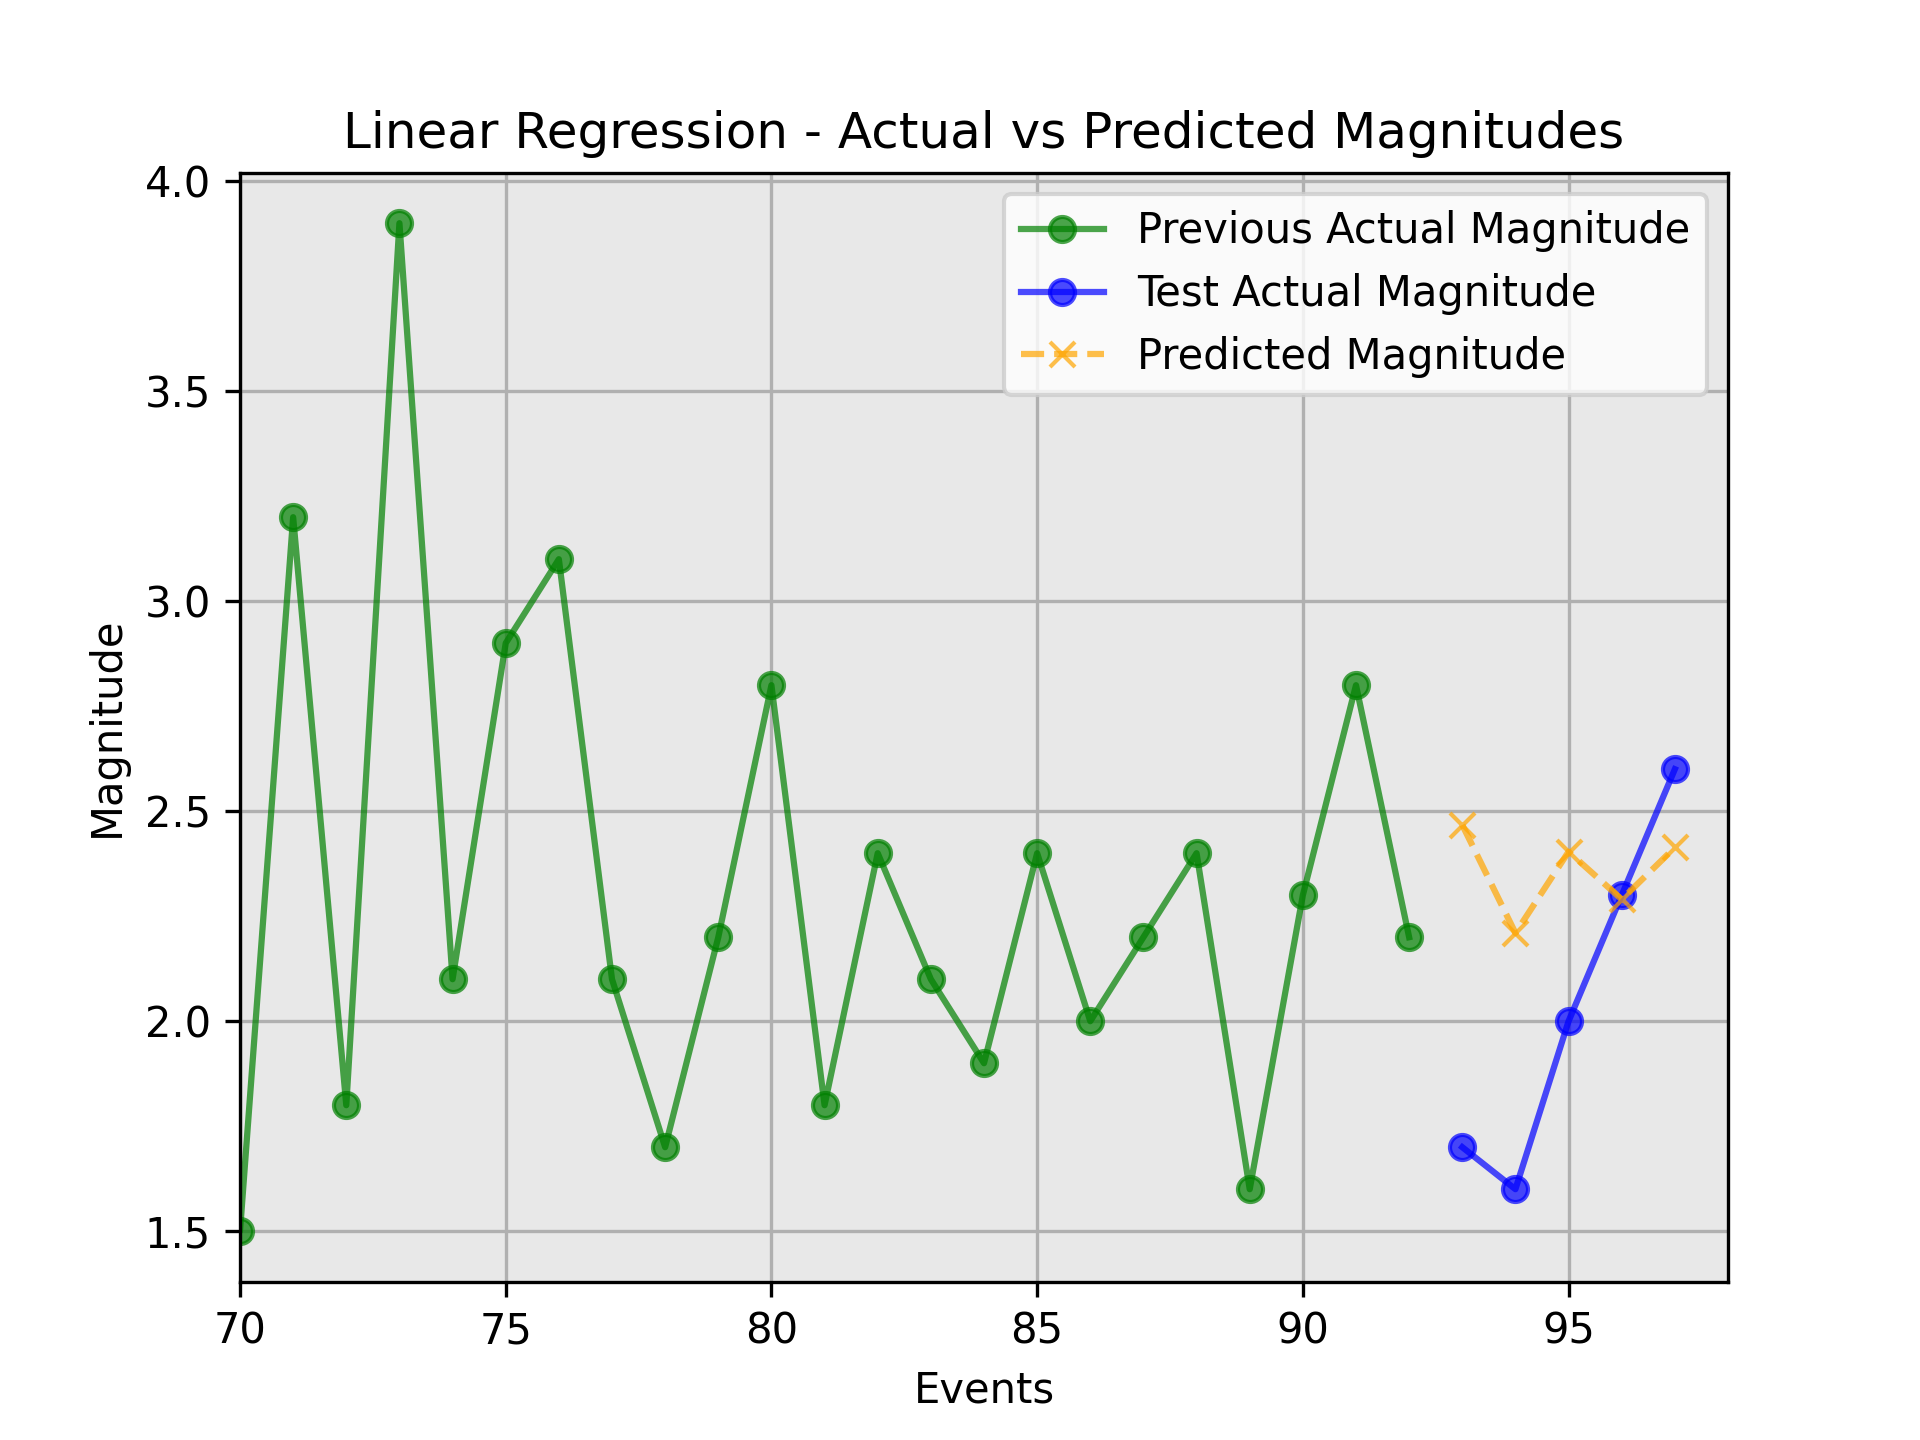 Linear Regression - Actual vs Predicted Magnitudes
4.0
3.5
3.0
2.5
2.0
1.5
Magnitude
Previous Actual Magnitude
Test Actual Magnitude
Predicted Magnitude
70 75 80 85 90 95
Events